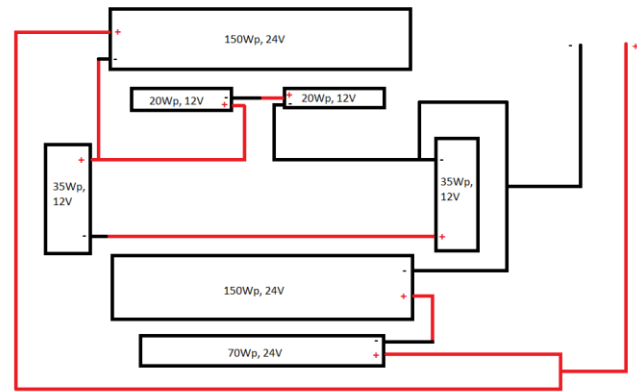 +
-
150Wp, 24V
-
+
20Wp, 12V
-
+
+
-
20Wp, 12V
+
35Wp,
12V
-
-
35Wp,
12V
+
150Wp, 24V
-
+
70Wp, 24V
-
+